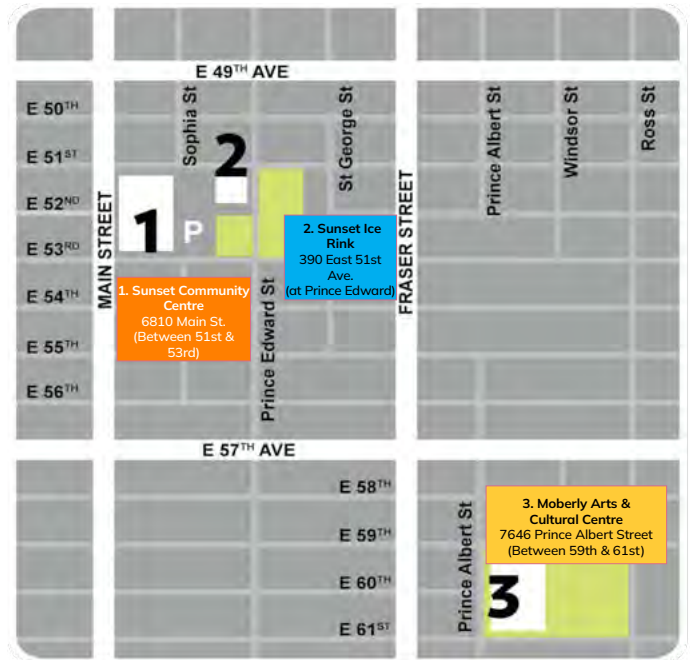 E 49TH AVE
E 50TH
E 51ST
E 52ND
E 53RD
E 54TH
E 55TH
E 56TH
MAIN STREET
Sophia St
2
1
P
St George St
FRASER STREET
Prince Albert St
Windsor St
Ross St
2. Sunset Ice
Rink
390 East 51st
Ave.
(at Prince Edward)
1. Sunset Community
Centre
6810 Main St.
(Between 51st &
53rd)
Prince Edward St
E 57TH AVE
E 58TH
E 59TH
E 60TH
E 61ST
Prince Albert St
3. Moberly Arts &
Cultural Centre
7646 Prince Albert Street
(Between 59th & 61st)
3